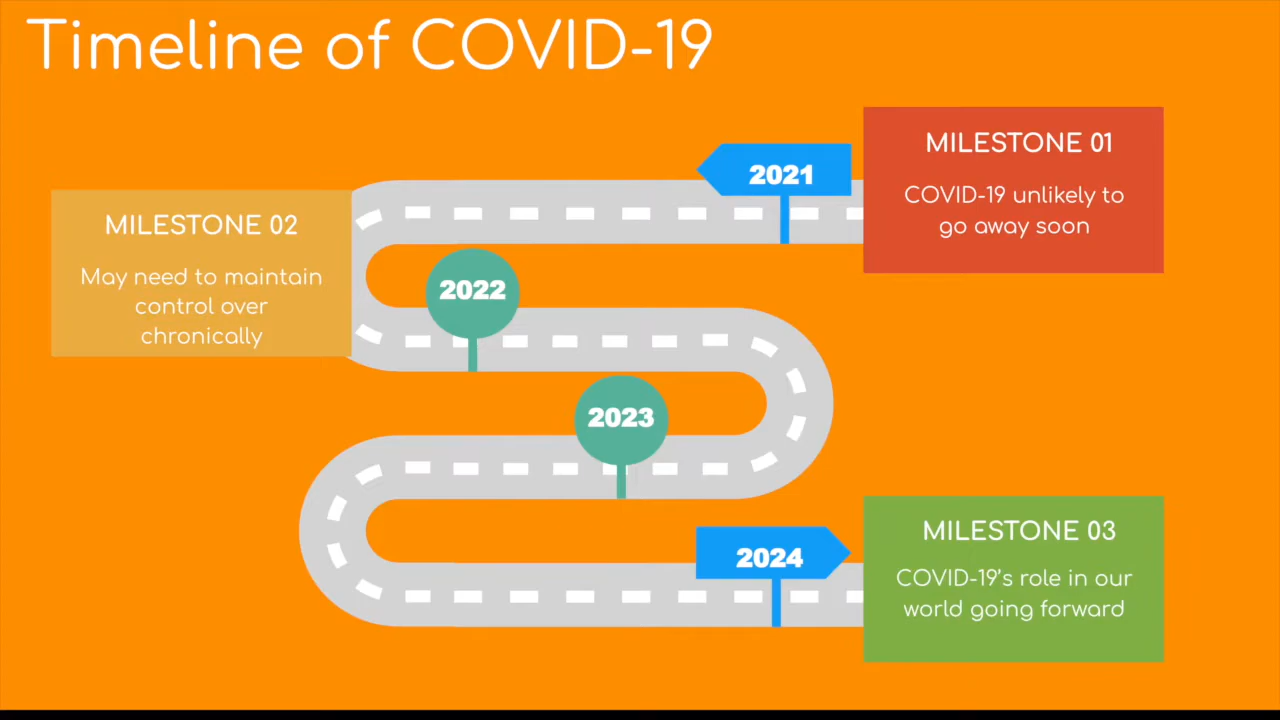 Timeline of COVID-19
MILESTONE 01
COVID-19 unlikely to
go away soon
2021
MILESTONE 02
May need to maintain
control over
chronically
2022
2023
2024
MILESTONE 03
COVID-19's role in our
world going forward